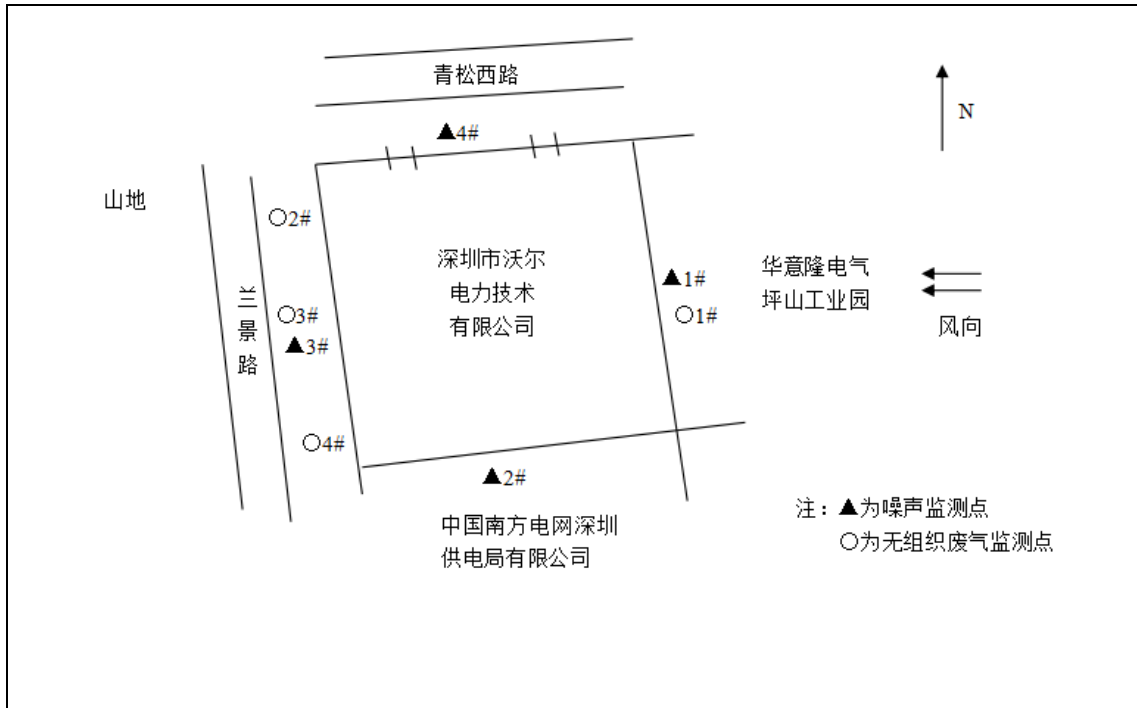 青松西路
▲4#
N
山地
○2#
深圳市沃尔
电力技术
有限公司
▲1#
○1#
华意隆电气
坪山工业园
风向
兰景路
○3#
▲3#
○4#
▲2#
中国南方电网深圳
供电局有限公司
注：▲为噪声监测点
○为无组织废气监测点